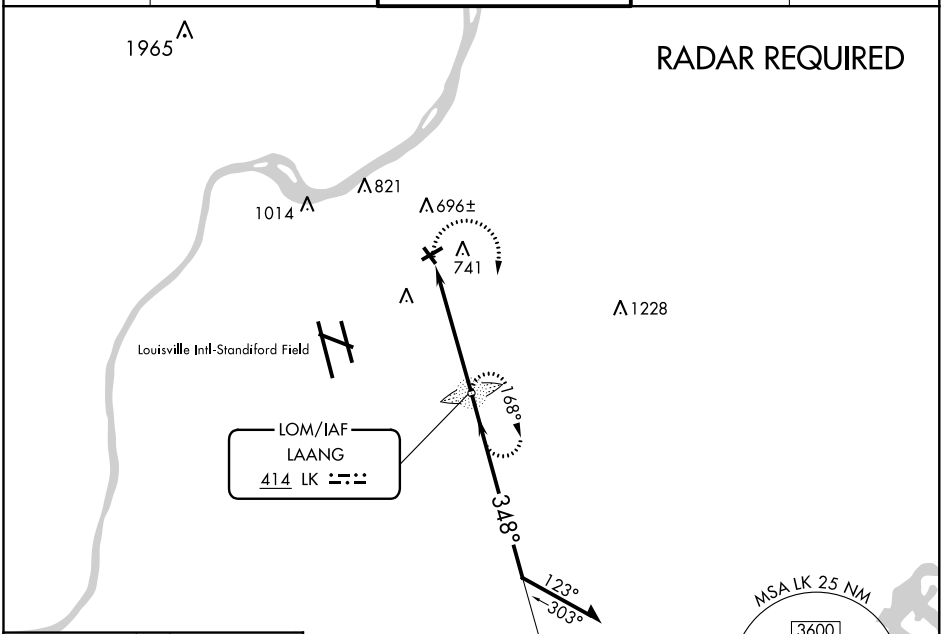 1965
RADAR REQUIRED
821
1014
696±
741
1228
Louisville Intl-Standiford Field
168°
LOM/IAF
LAANG
414 LK
348°
123°
303°
MSA LK 25 NM
3600